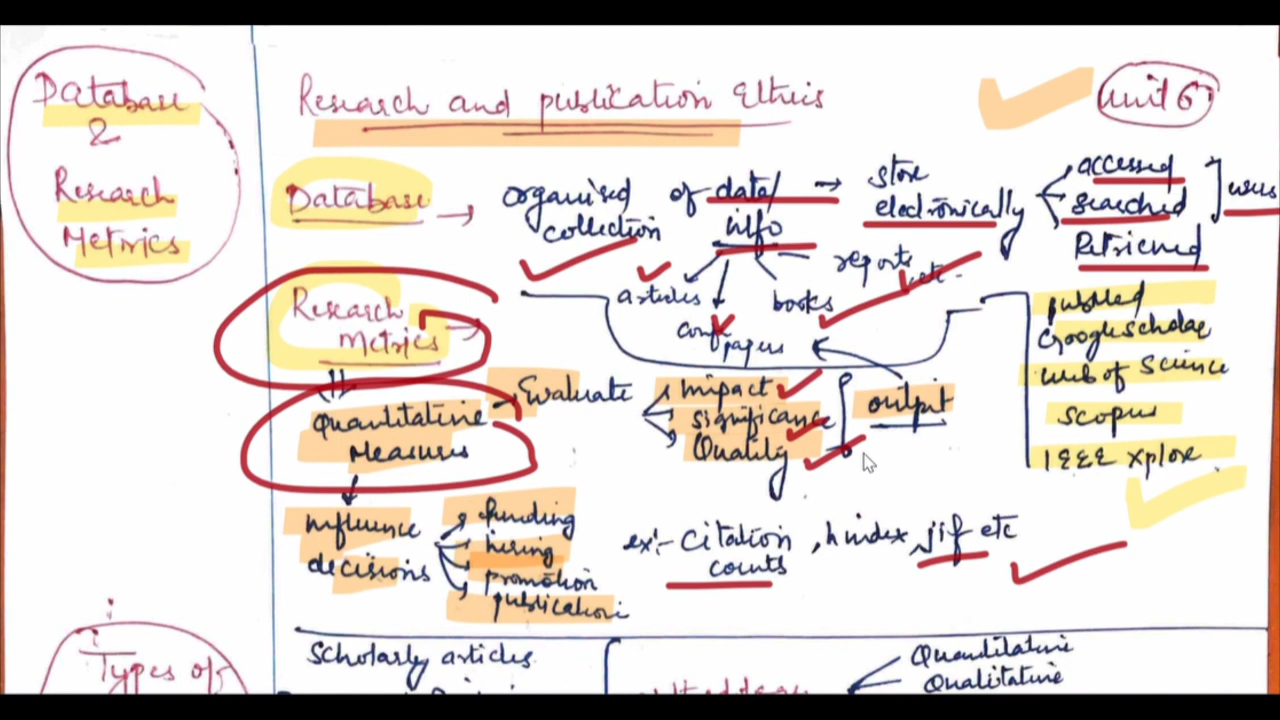 Database
&
Research
Metrics
Research and publication Ethics
unit 6
Database → organised collection of data/info → store electronically
accessed
searched
Retrieved
users
articles
conf papers
books
reports etc.
pubmed
Google scholar
web of science
scopus
IEEE Xplore
Research
Metrics →
Quantitative
Measures
Evaluate
Impact
significance
Quality
output
influence
decisions
funding
hiring
promotion
publication
ex:- Citation counts, h index, jif etc
Types of
Scholarly articles
Quantitative
Qualitative